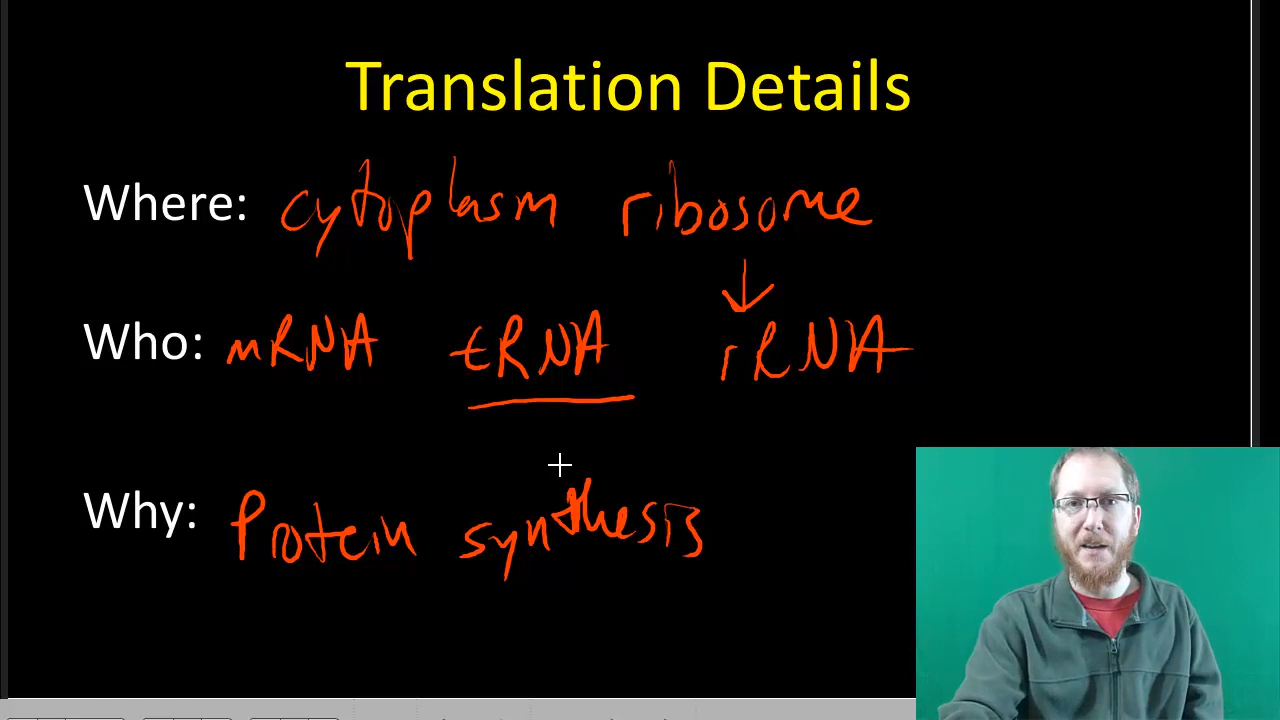 Translation Details
Where: cytoplasm ribosome
Who: mRNA tRNA rRNA
Why: Protein synthesis